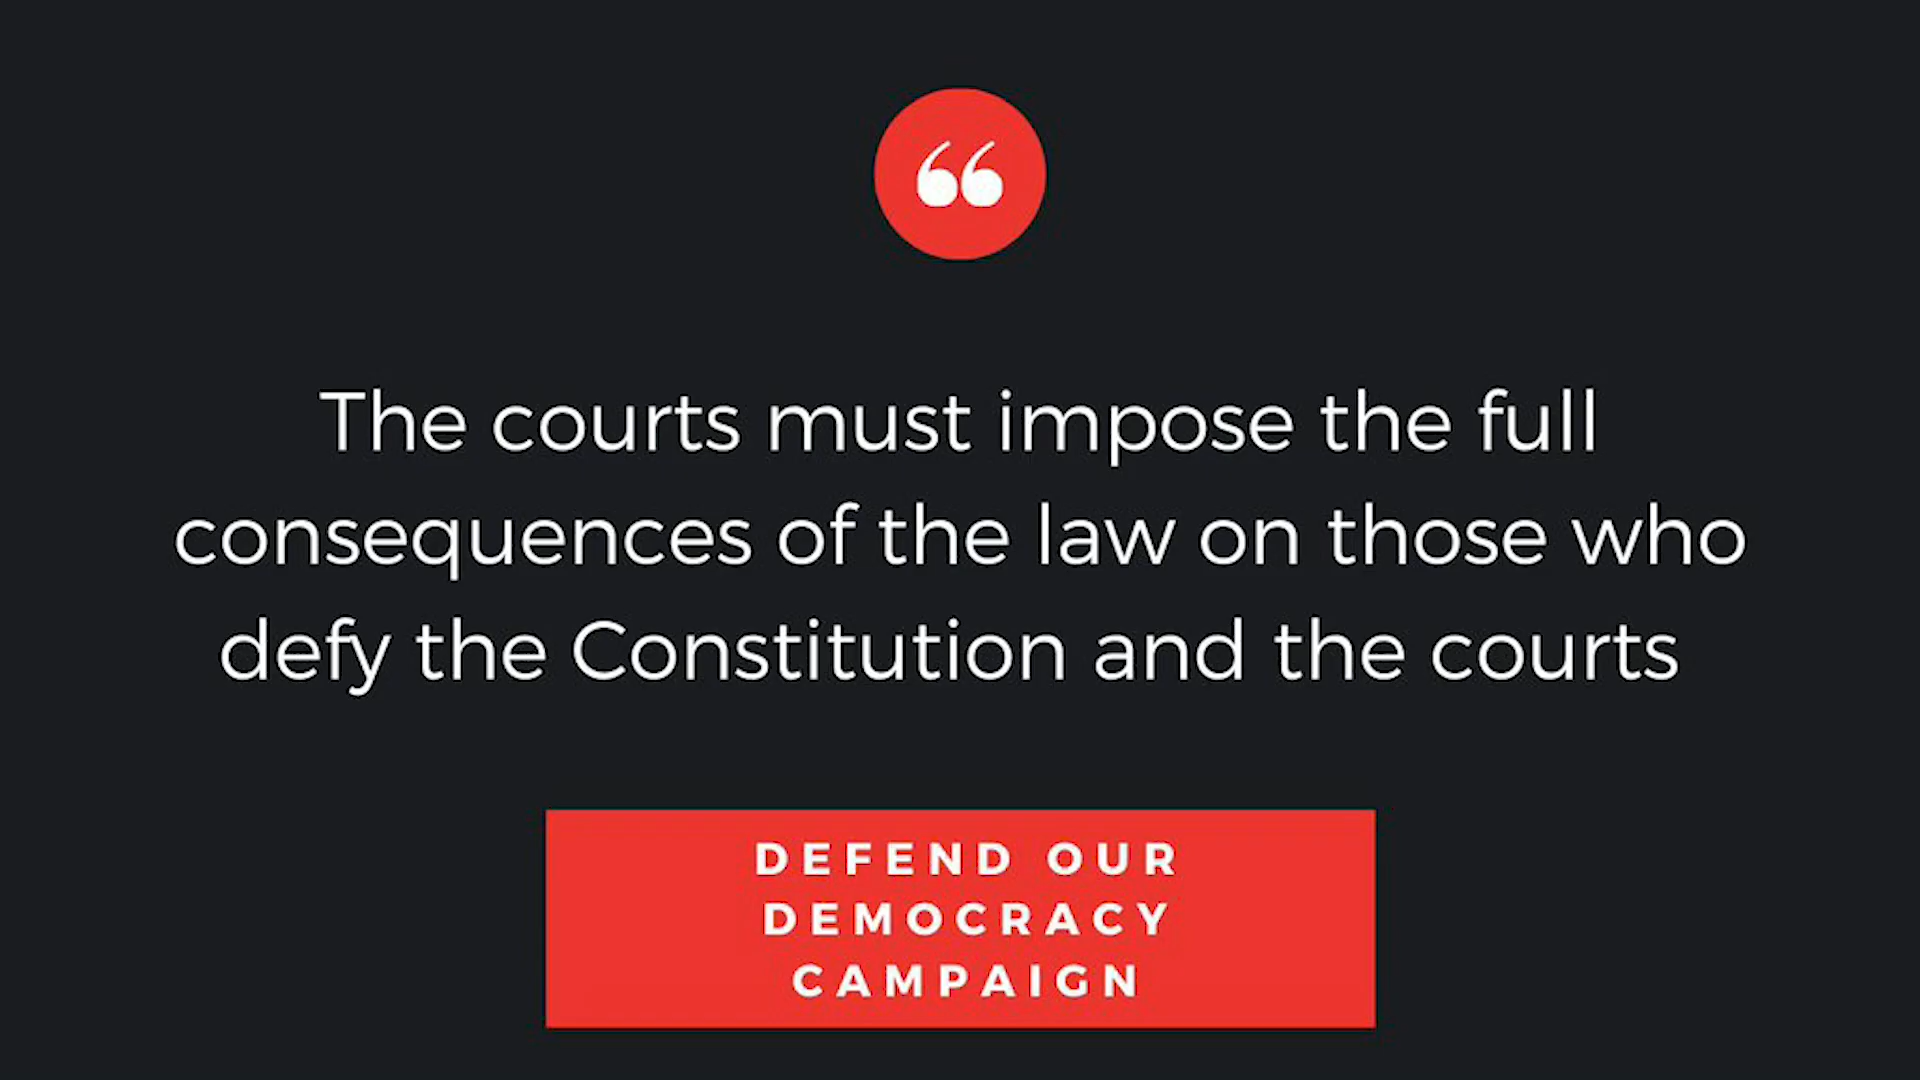 “
The courts must impose the full
consequences of the law on those who
defy the Constitution and the courts
DEFEND OUR
DEMOCRACY
CAMPAIGN